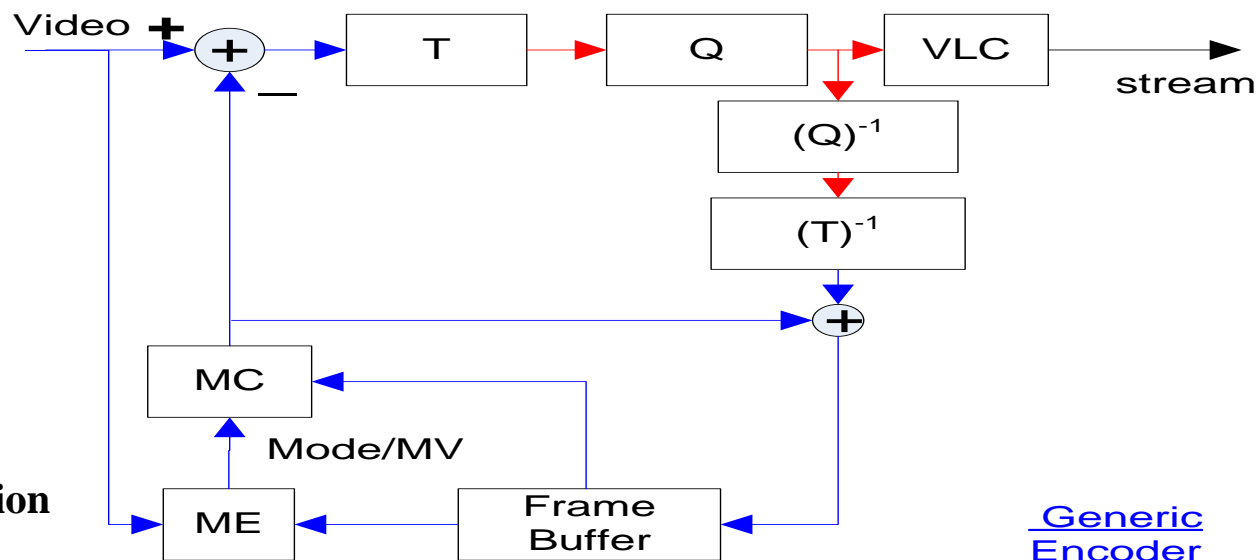 Video +
+
T
Q
VLC
stream
—
(Q)⁻¹
(T)⁻¹
+
MC
Mode/MV
ion
ME
Frame
Buffer
Generic
Encoder